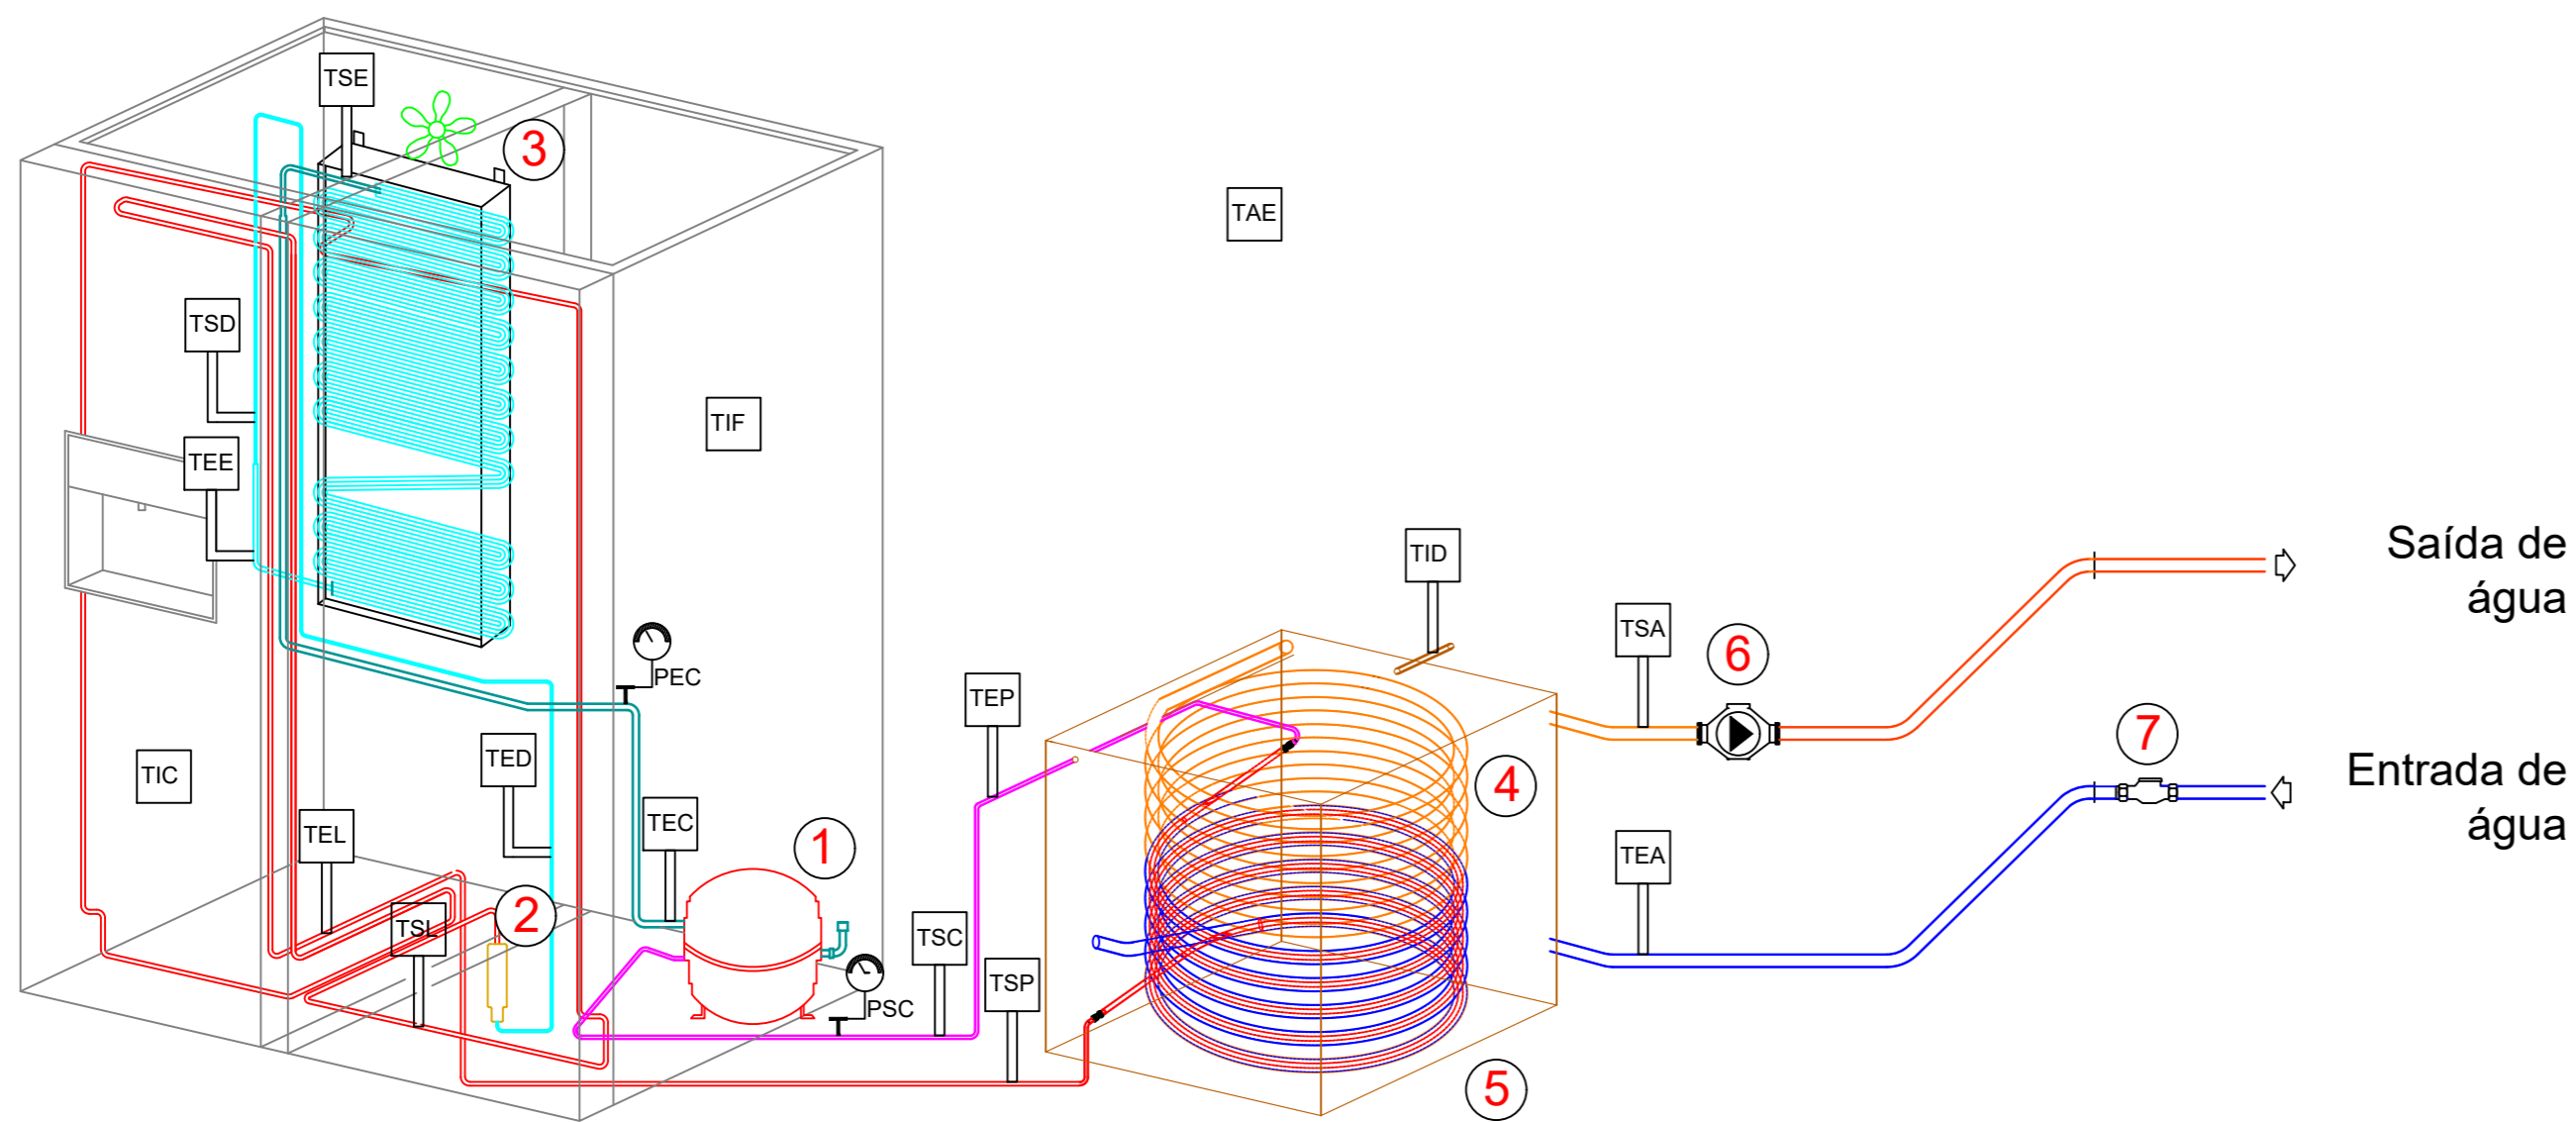 TSE
3
TAE
TSD
TIF
TEE
TID
Saída de
água
TSA
6
PEC
TEP
7
TED
TIC
4
Entrada de
água
TEC
TEL
1
TEA
2
TSL
TSC
TSP
PSC
5